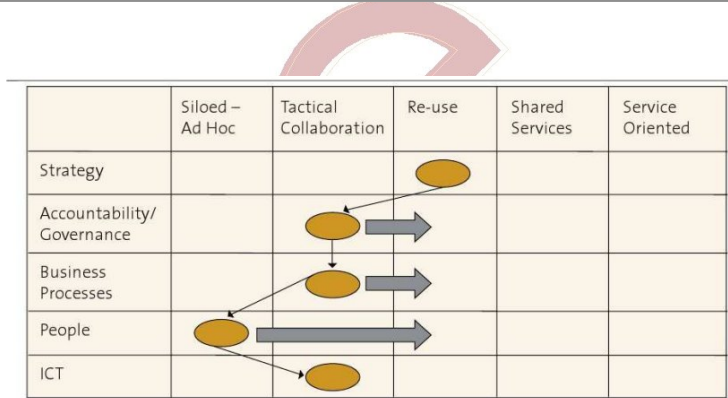 Siloed – Ad Hoc
Tactical Collaboration
Re-use
Shared Services
Service Oriented
Strategy
Accountability/
Governance
Business
Processes
People
ICT